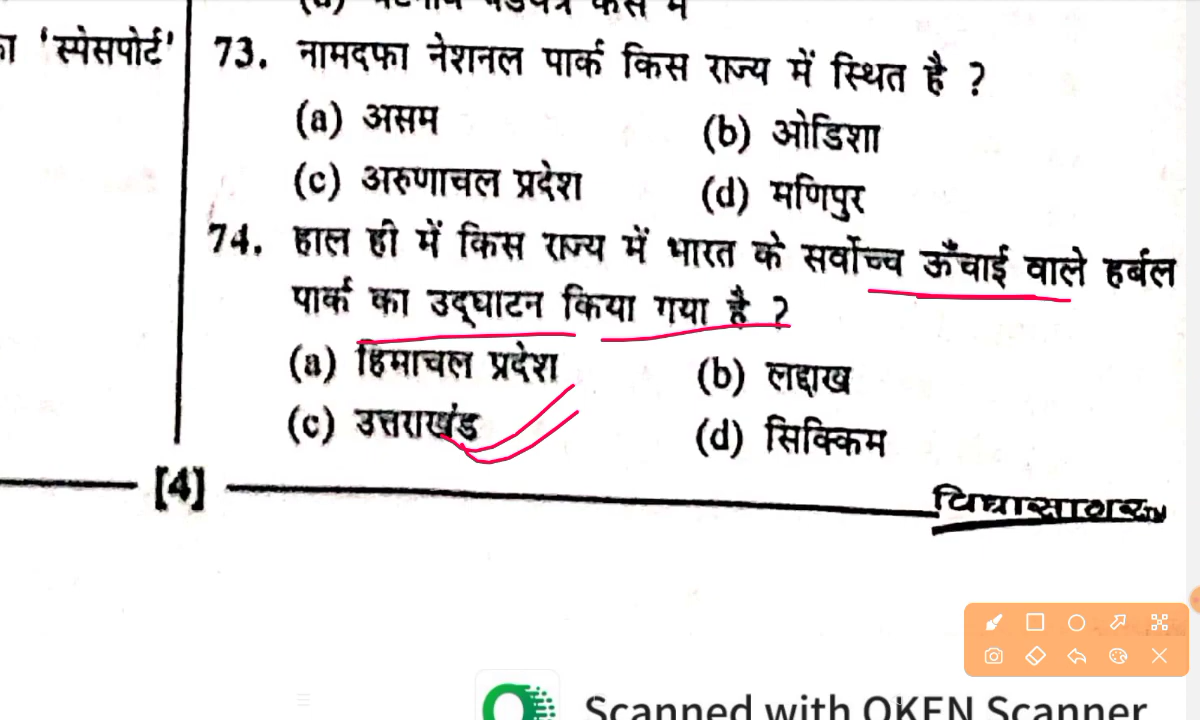 'स्पेसपोर्ट'
73. नामदफा नेशनल पार्क किस राज्य में स्थित है ?
(a) असम (b) ओडिशा
(c) अरुणाचल प्रदेश (d) मणिपुर
74. हाल ही में किस राज्य में भारत के सर्वोच्च ऊँचाई वाले हर्बल
पार्क का उद्घाटन किया गया है ?
(a) हिमाचल प्रदेश (b) लद्दाख
(c) उत्तराखंड (d) सिक्किम
[4]
विद्यासागर
Scanned with OKEN Scanner